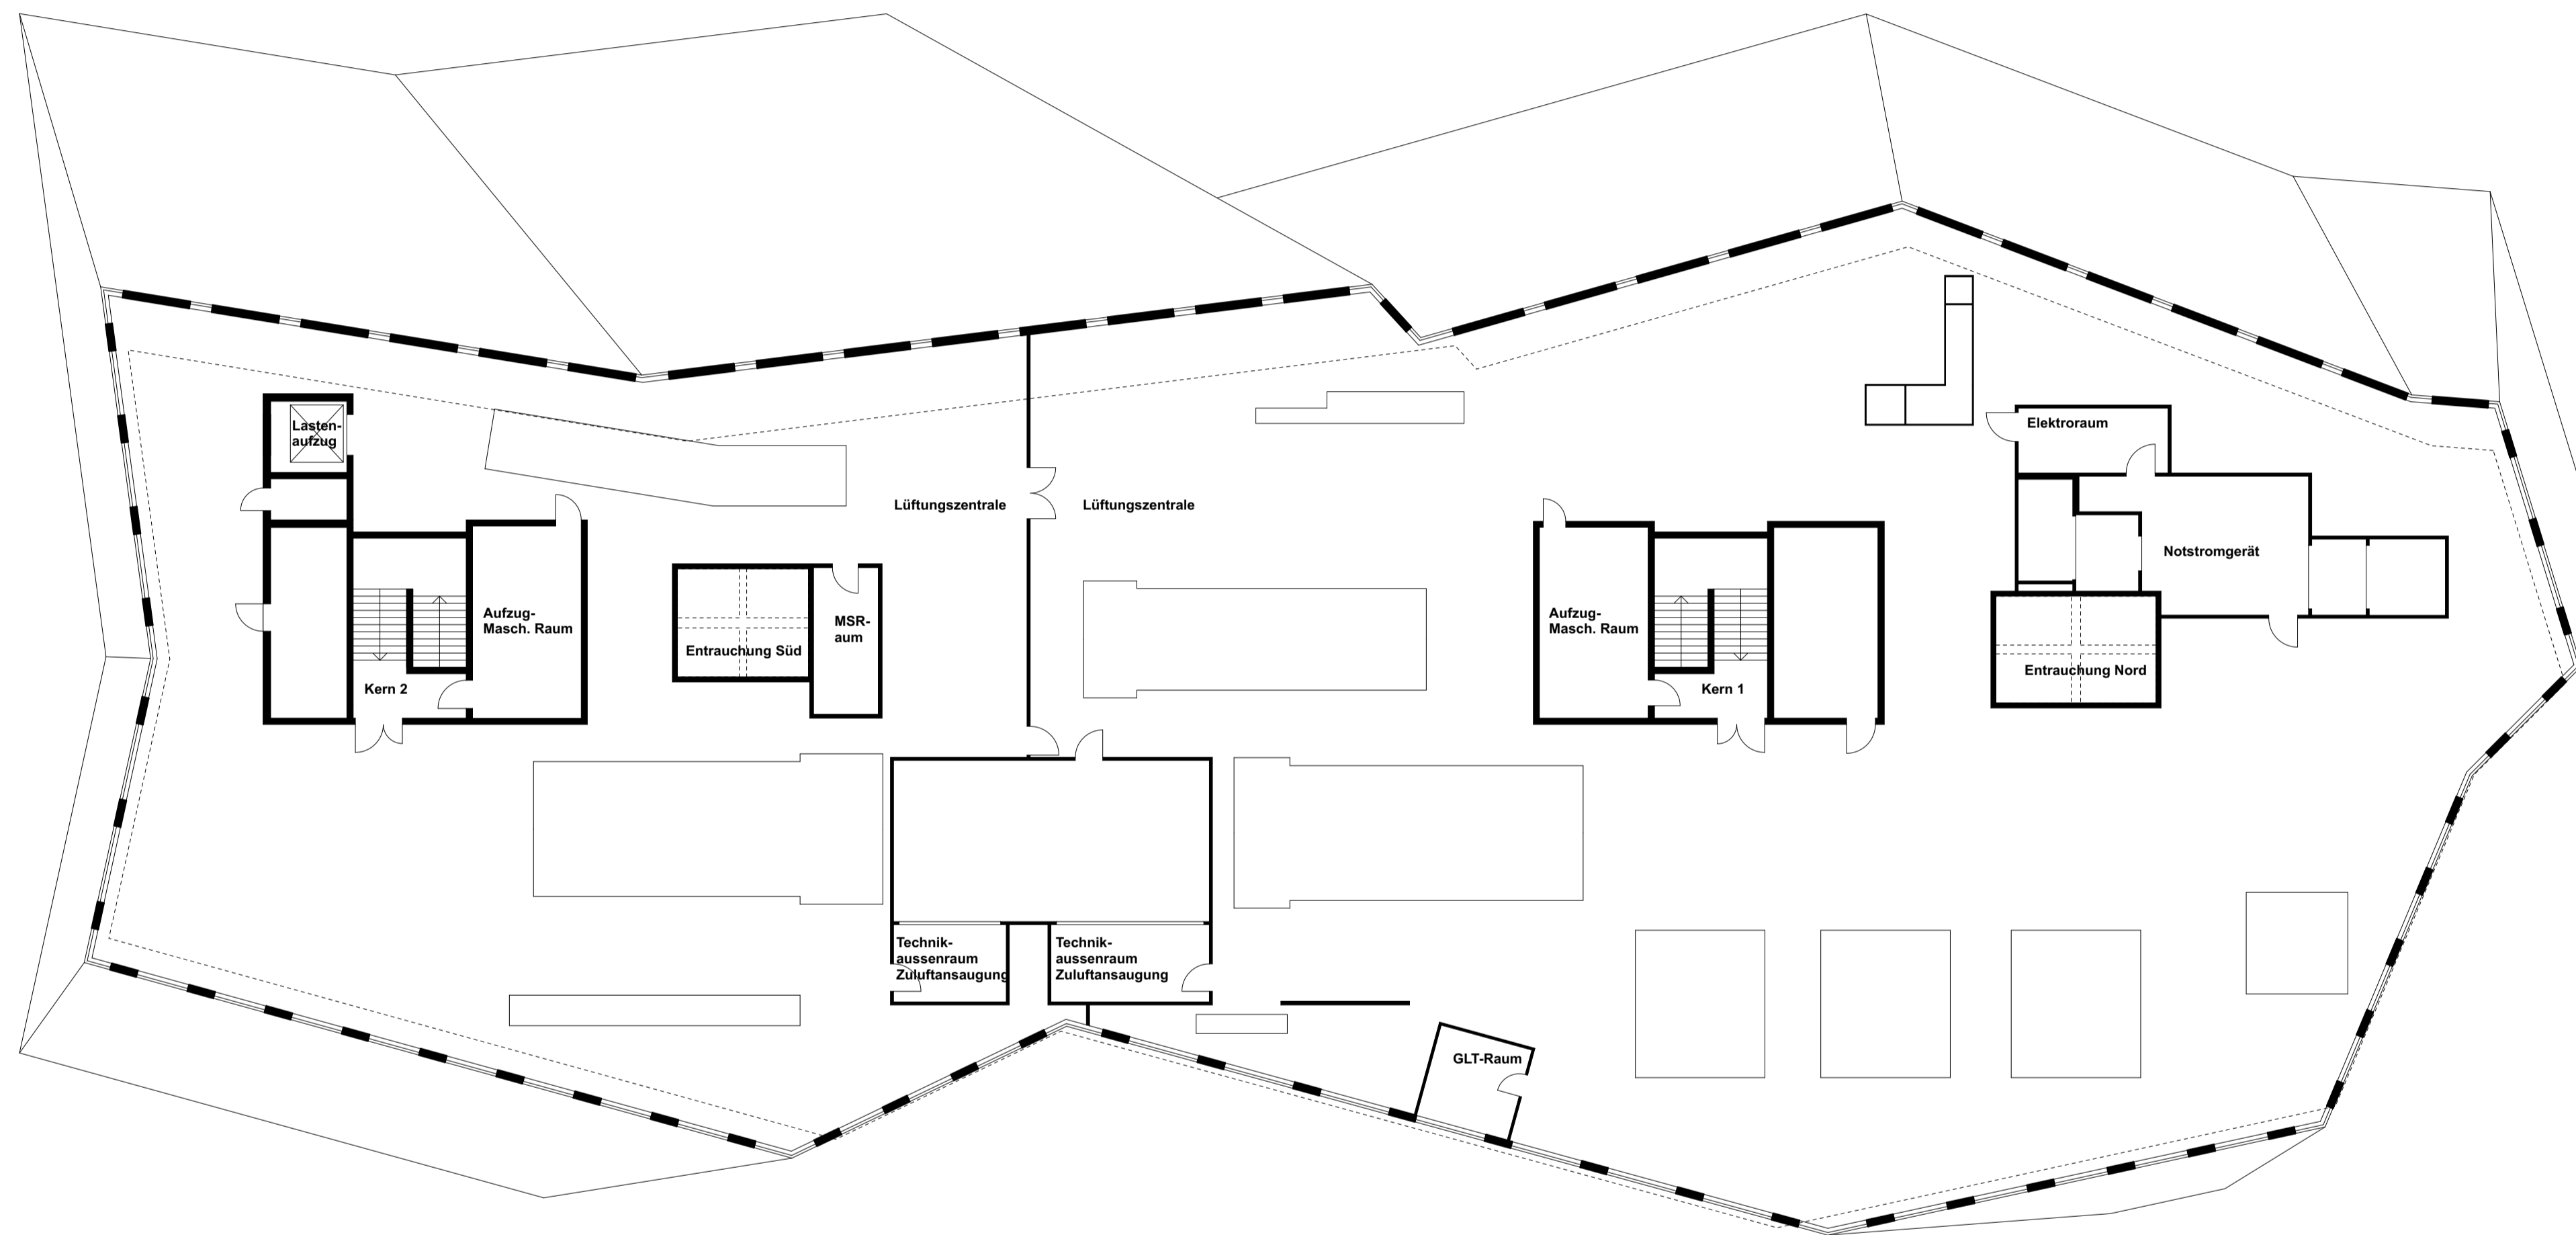 Lasten-
aufzug
Elektroraum
Lüftungszentrale
Lüftungszentrale
Notstromgerät
Aufzug-
Masch. Raum
MSR-
aum
Aufzug-
Masch. Raum
Entrauchung Süd
Entrauchung Nord
Kern 2
Kern 1
Technik-
aussenraum
Zuluftansaugung
Technik-
aussenraum
Zuluftansaugung
GLT-Raum